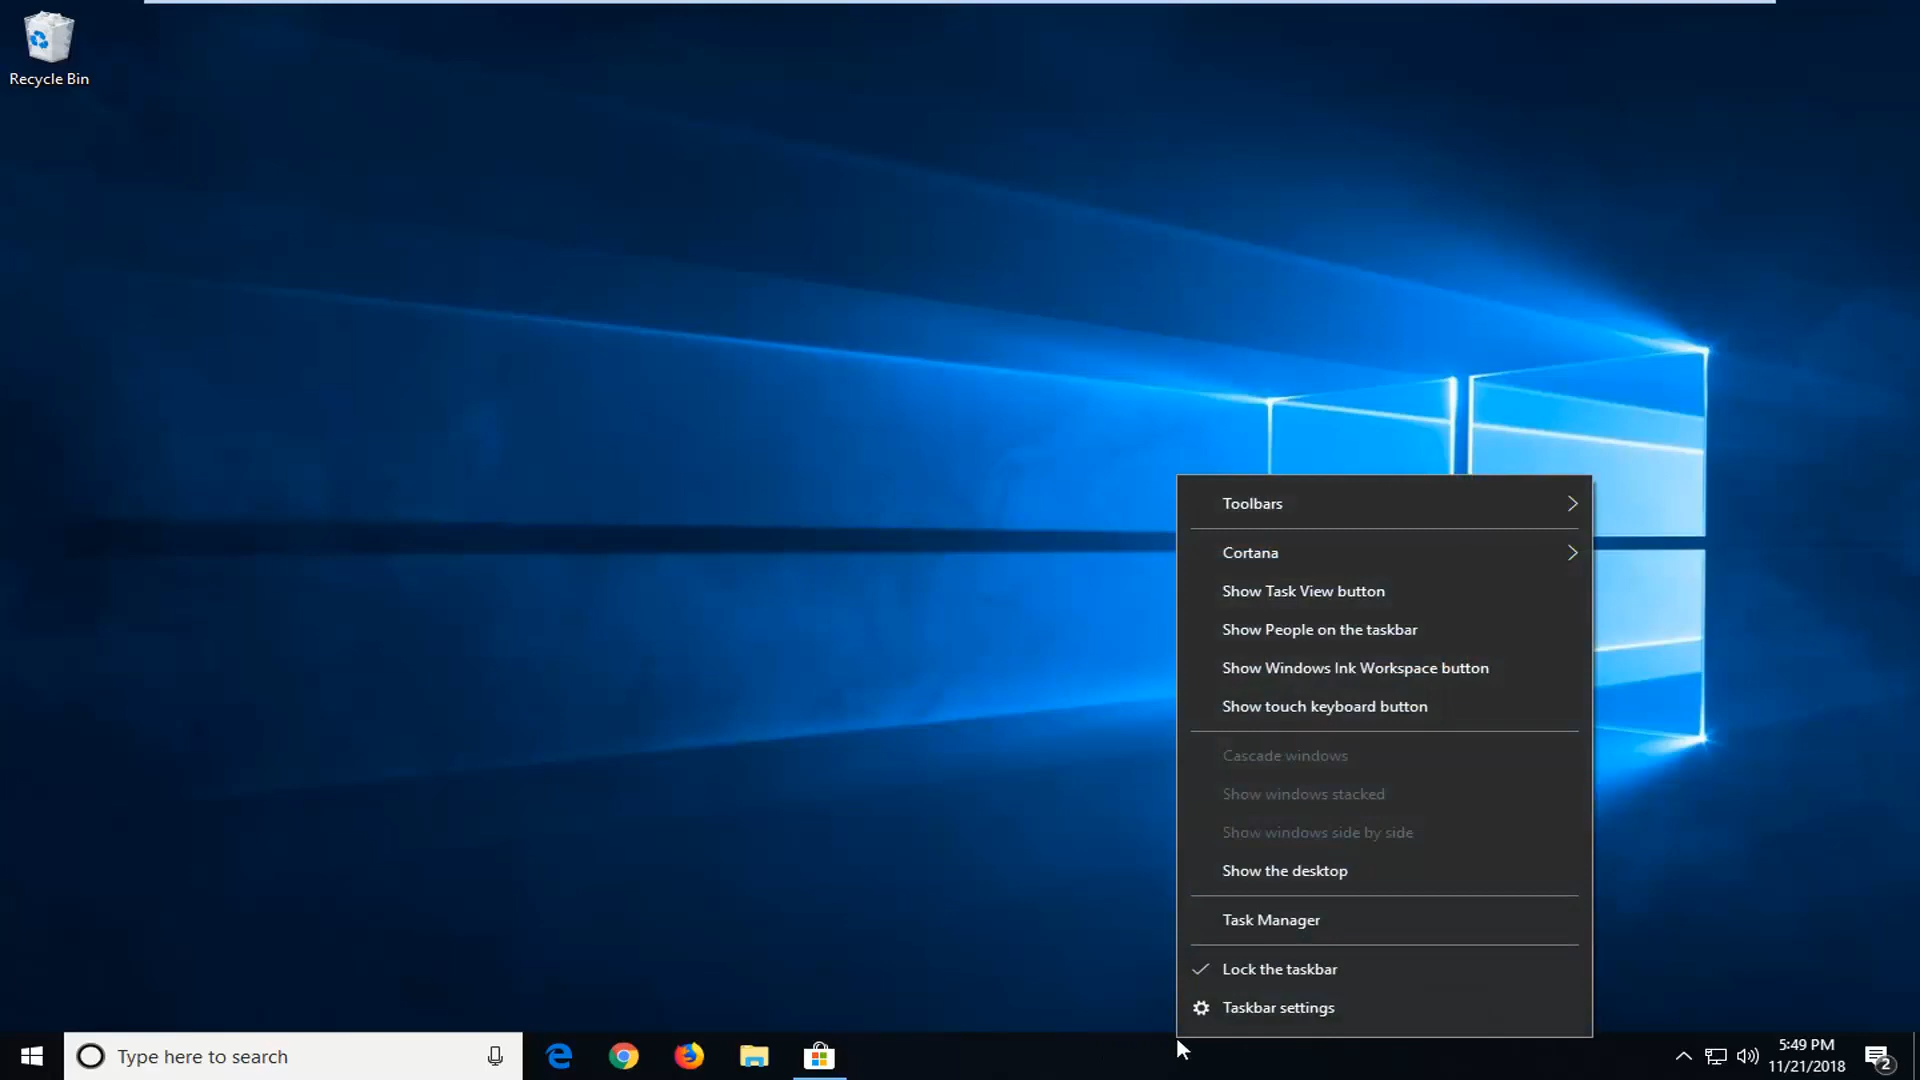 Recycle Bin
Toolbars
Cortana
Show Task View button
Show People on the taskbar
Show Windows Ink Workspace button
Show touch keyboard button
Cascade windows
Show windows stacked
Show windows side by side
Show the desktop
Task Manager
Lock the taskbar
Taskbar settings
Type here to search
5:49 PM
11/21/2018
2